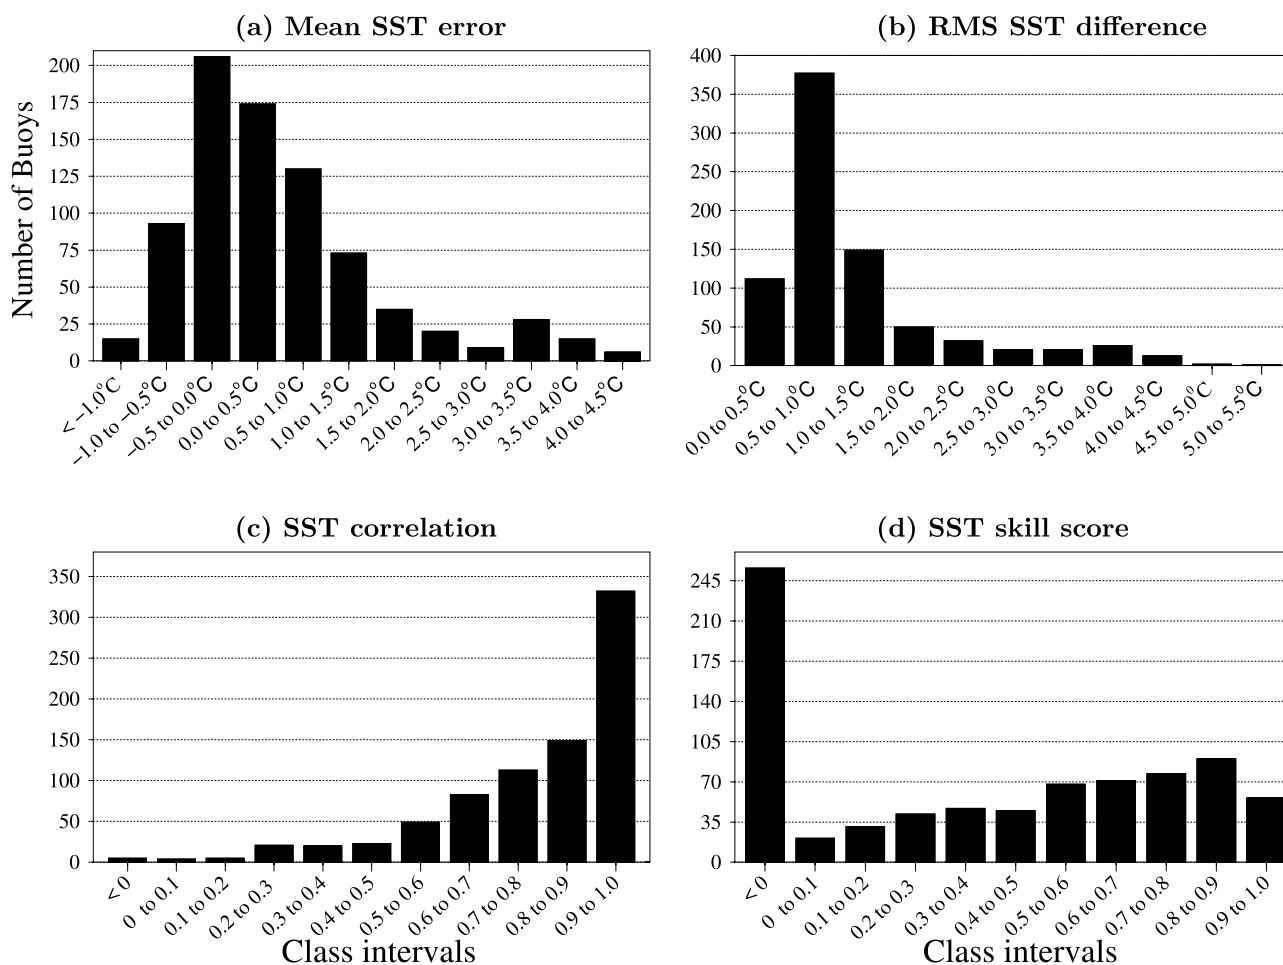 (a) Mean SST error
Number of Buoys
200
175
150
125
100
75
50
25
0
< −1.0°C
−1.0 to −0.5°C
−0.5 to 0.0°C
0.0 to 0.5°C
0.5 to 1.0°C
1.0 to 1.5°C
1.5 to 2.0°C
2.0 to 2.5°C
2.5 to 3.0°C
3.0 to 3.5°C
3.5 to 4.0°C
4.0 to 4.5°C
(b) RMS SST difference
400
350
300
250
200
150
100
50
0
0.0 to 0.5°C
0.5 to 1.0°C
1.0 to 1.5°C
1.5 to 2.0°C
2.0 to 2.5°C
2.5 to 3.0°C
3.0 to 3.5°C
3.5 to 4.0°C
4.0 to 4.5°C
4.5 to 5.0°C
5.0 to 5.5°C
(c) SST correlation
350
300
250
200
150
100
50
0
< 0
0 to 0.1
0.1 to 0.2
0.2 to 0.3
0.3 to 0.4
0.4 to 0.5
0.5 to 0.6
0.6 to 0.7
0.7 to 0.8
0.8 to 0.9
0.9 to 1.0
Class intervals
(d) SST skill score
245
210
175
140
105
70
35
0
< 0
0 to 0.1
0.1 to 0.2
0.2 to 0.3
0.3 to 0.4
0.4 to 0.5
0.5 to 0.6
0.6 to 0.7
0.7 to 0.8
0.8 to 0.9
0.9 to 1.0
Class intervals